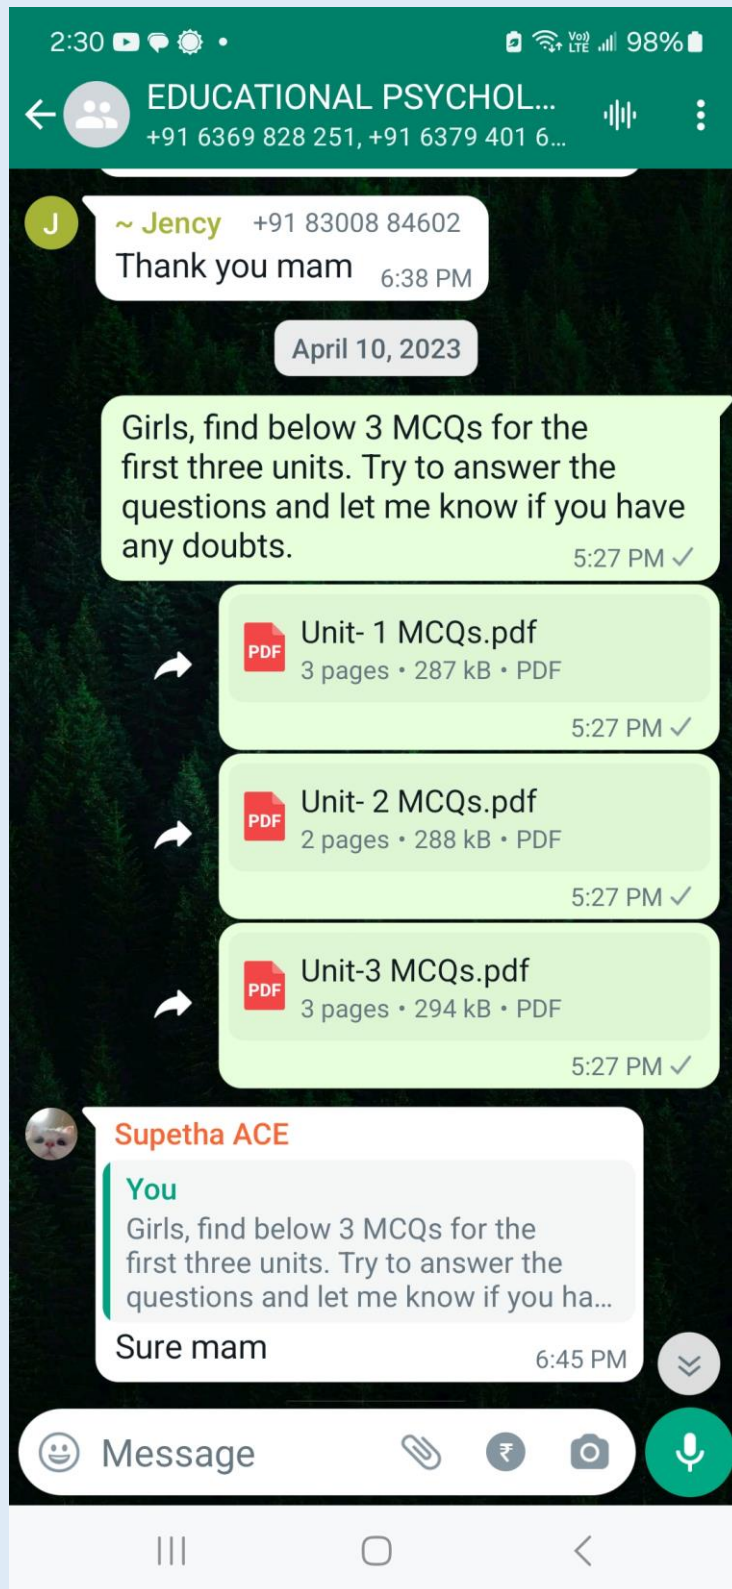 2:30
Vo))
LTE
98%
EDUCATIONAL PSYCHOL...
+91 6369 828 251, +91 6379 401 6...
J
~ Jency +91 83008 84602
Thank you mam 6:38 PM
April 10, 2023
Girls, find below 3 MCQs for the
first three units. Try to answer the
questions and let me know if you have
any doubts. 5:27 PM
PDF
Unit- 1 MCQs.pdf
3 pages • 287 kB • PDF
5:27 PM
PDF
Unit- 2 MCQs.pdf
2 pages • 288 kB • PDF
5:27 PM
PDF
Unit-3 MCQs.pdf
3 pages • 294 kB • PDF
5:27 PM
Supetha ACE
You
Girls, find below 3 MCQs for the
first three units. Try to answer the
questions and let me know if you ha...
Sure mam 6:45 PM
Message ₹